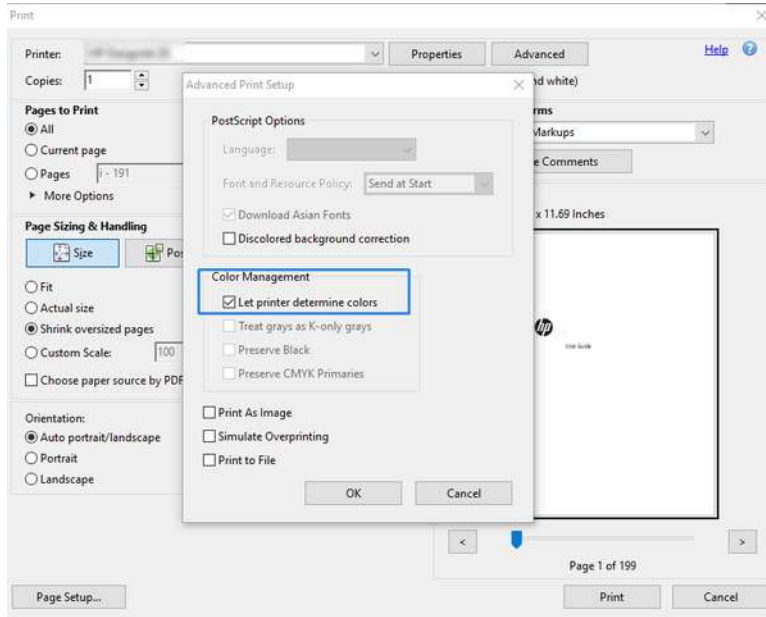 Print
Printer:
Properties
Advanced
Help
?
Copies:
1
nd white)
Pages to Print
All
Current page
Pages
i - 191
More Options
Page Sizing & Handling
Size
Po
Fit
Actual size
Shrink oversized pages
Custom Scale:
100
Choose paper source by PDF
Orientation:
Auto portrait/landscape
Portrait
Landscape
Page Setup...
Advanced Print Setup
PostScript Options
Language:
Font and Resource Policy:
Send at Start
Download Asian Fonts
Discolored background correction
Color Management
Let printer determine colors
Treat grays as K-only grays
Preserve Black
Preserve CMYK Primaries
Print As Image
Simulate Overprinting
Print to File
OK
Cancel
rms
Markups
e Comments
x 11.69 Inches
hp
User Guide
<
>
Page 1 of 199
Print
Cancel